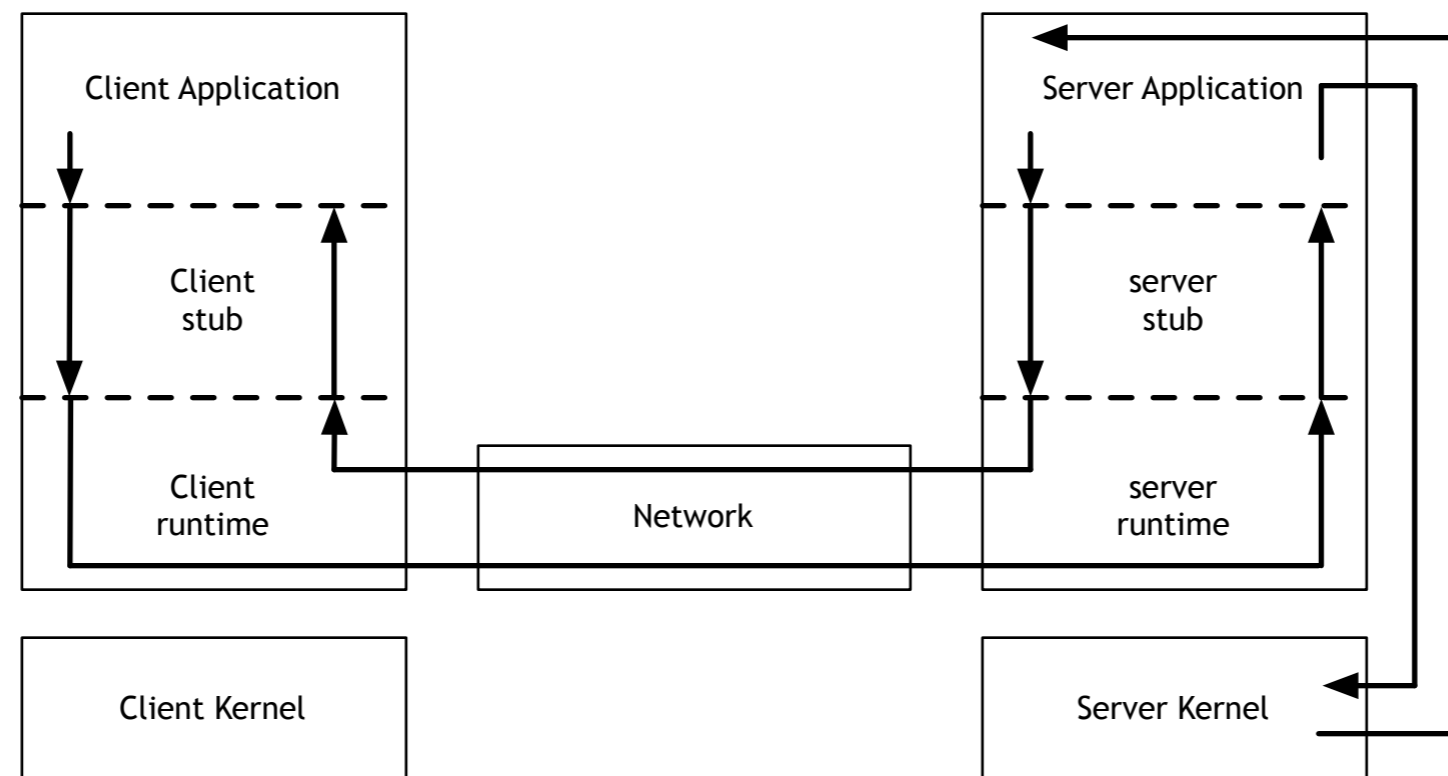 Client Application
Server Application
Client
stub
server
stub
Client
runtime
Network
server
runtime
Client Kernel
Server Kernel